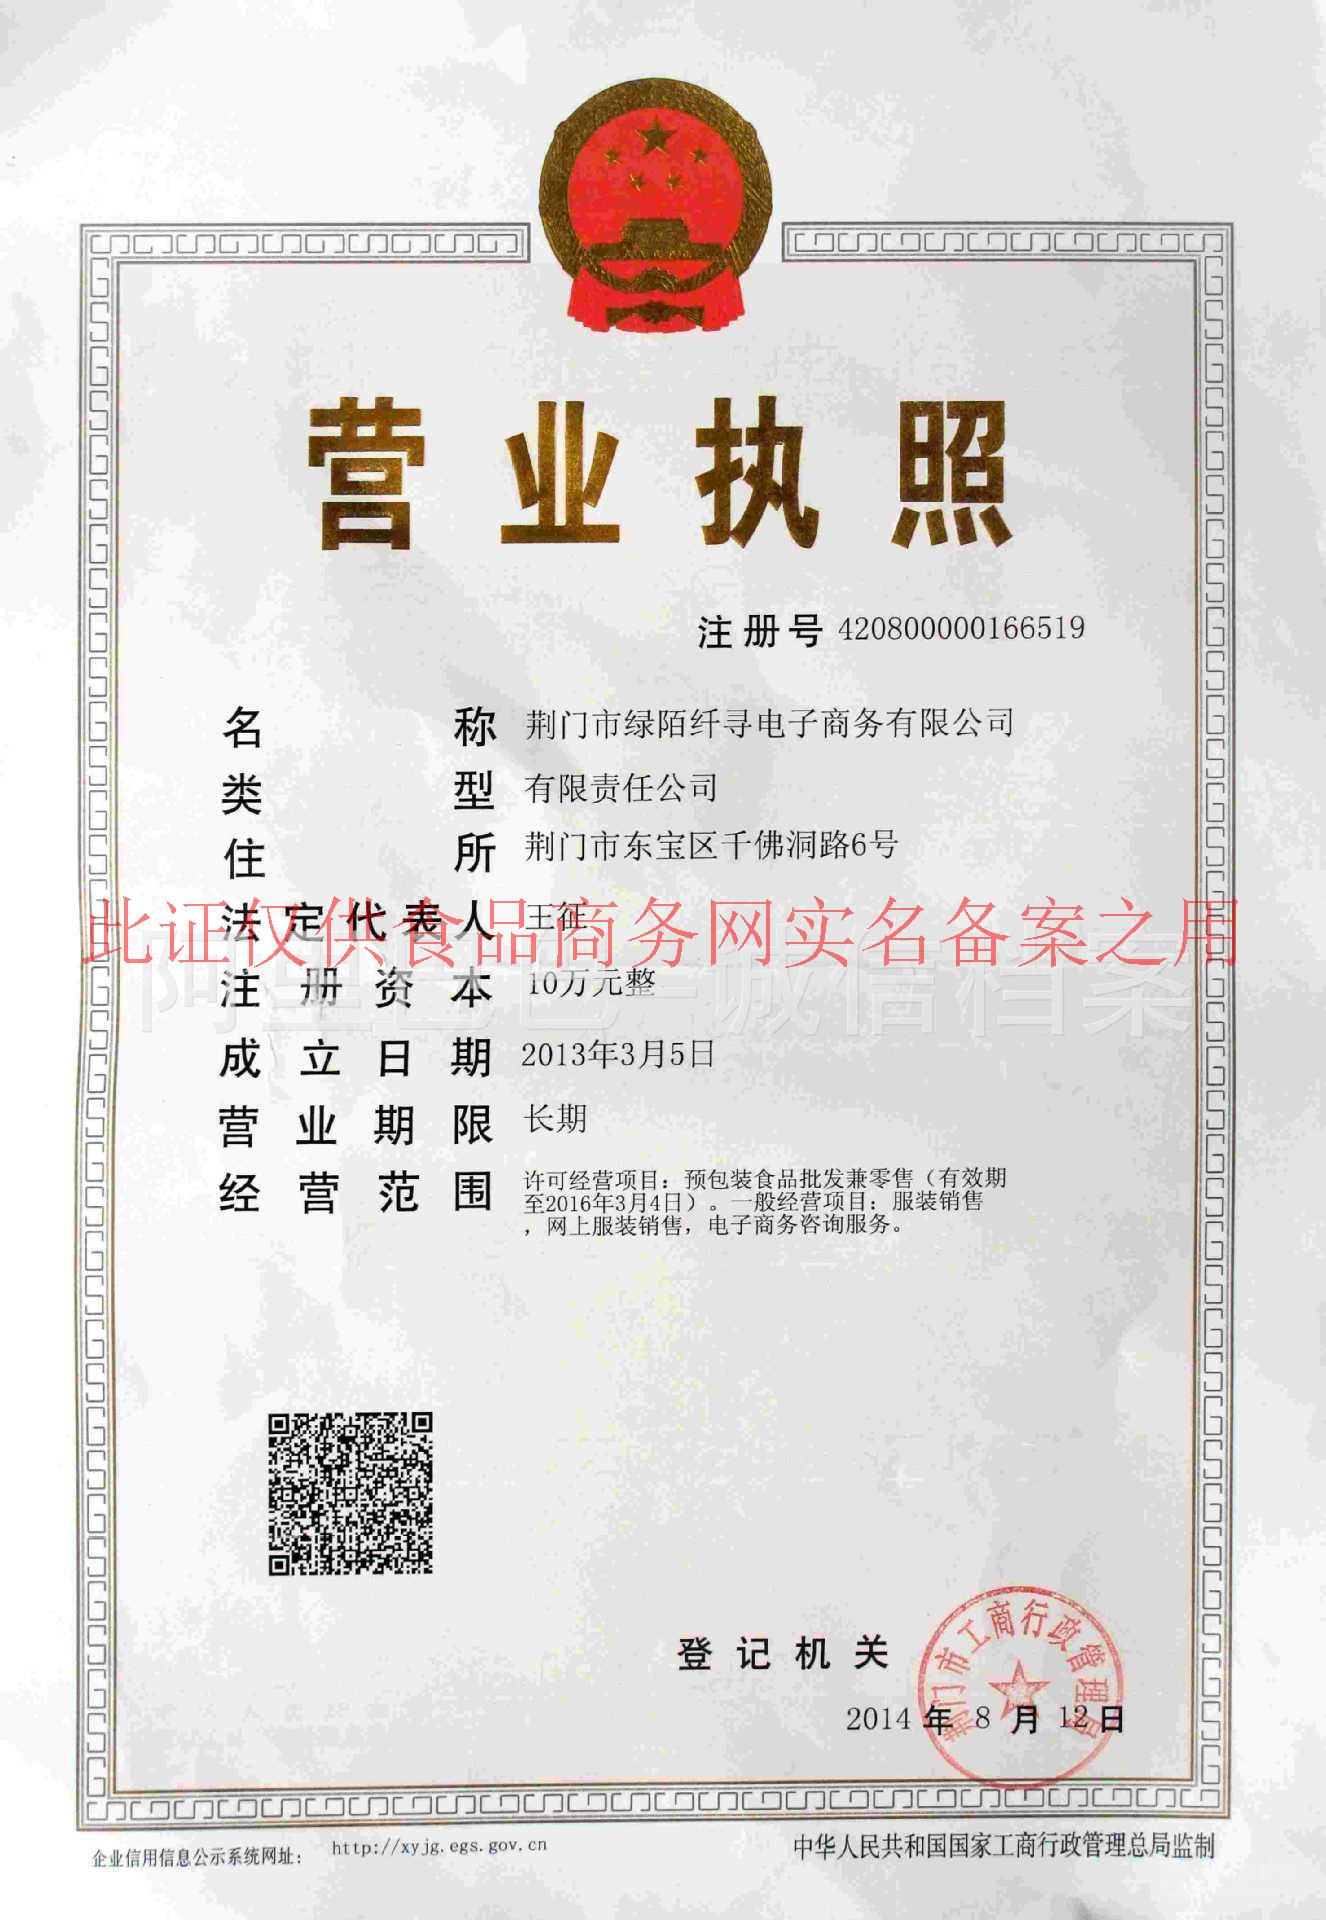 营业执照
注册号 420800000166519
名称 荆门市绿陌纤寻电子商务有限公司
类型 有限责任公司
住所 荆门市东宝区千佛洞路6号
法定代表人 王征
此证仅供食品商务网实名备案之用
注册资本 10万元整
阿里巴巴-诚信档案
成立日期 2013年3月5日
营业期限 长期
经营范围 许可经营项目：预包装食品批发兼零售（有效期
至2016年3月4日）。一般经营项目：服装销售
，网上服装销售，电子商务咨询服务。
登记机关
荆门市工商行政管理局
2014 年 8 月 12 日
企业信用信息公示系统网址： http://xyjg.egs.gov.cn
中华人民共和国国家工商行政管理总局监制